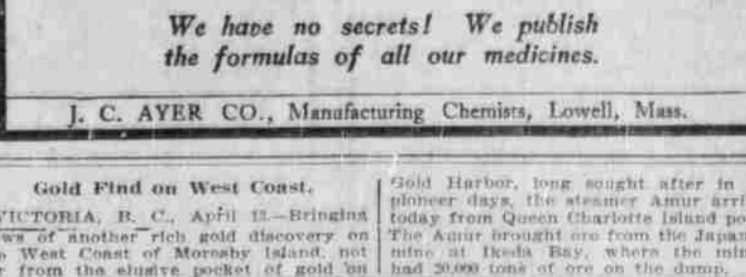 We have no secrets! We publish
the formulas of all our medicines.
J. C. AYER CO., Manufacturing Chemists, Lowell, Mass.
Gold Find on West Coast.
VICTORIA, B. C., April 13.—Bringing
ws of another rich gold discovery on
West Coast of Moresby Island, not
from the elusive pocket of gold on
Gold Harbor, long sought after in
pioneer days, the steamer Amur arri
today from Queen Charlotte Island po
The Amur brought ore from the Japan
mine at Ikeda Bay, where the min
had 20,000 tons of ore on the dump.